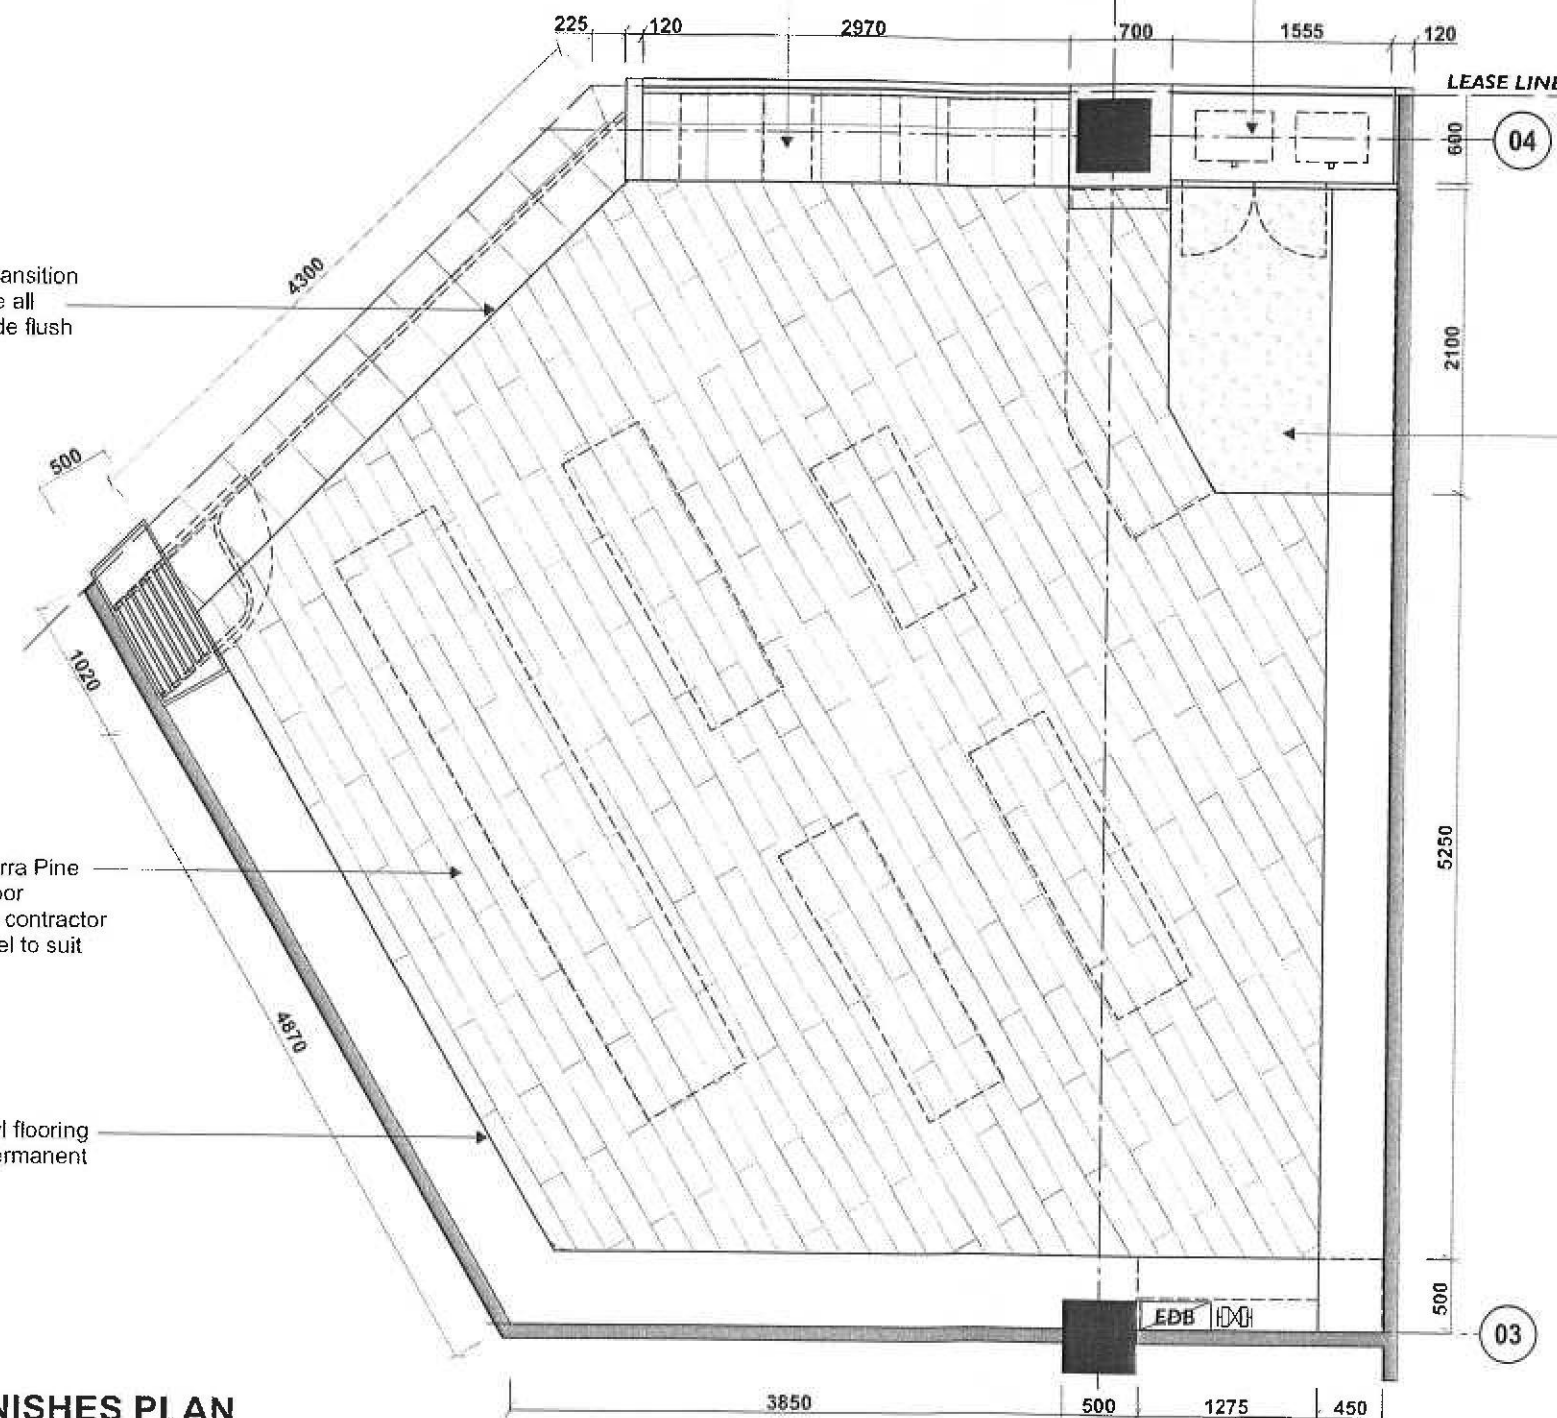 225 120 2970 700 1555 120
LEASE LINE
600
04
4300
ansition
all
de flush
2100
500
1020
rra Pine
contractor
el to suit
5250
4870
flooring
ermanent
EDB
500
03
NISHES PLAN
3850 500 1275 450